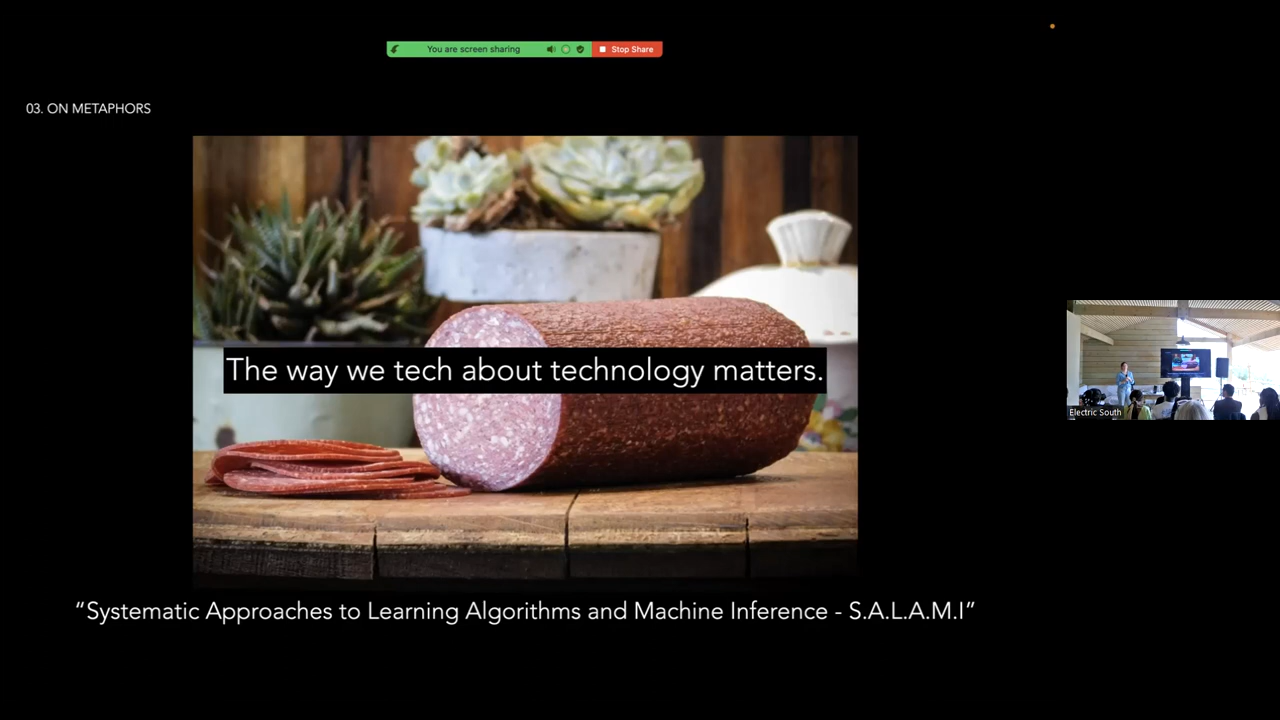 You are screen sharing
Stop Share
03. ON METAPHORS
The way we tech about technology matters.
Electric South
“Systematic Approaches to Learning Algorithms and Machine Inference - S.A.L.A.M.I”